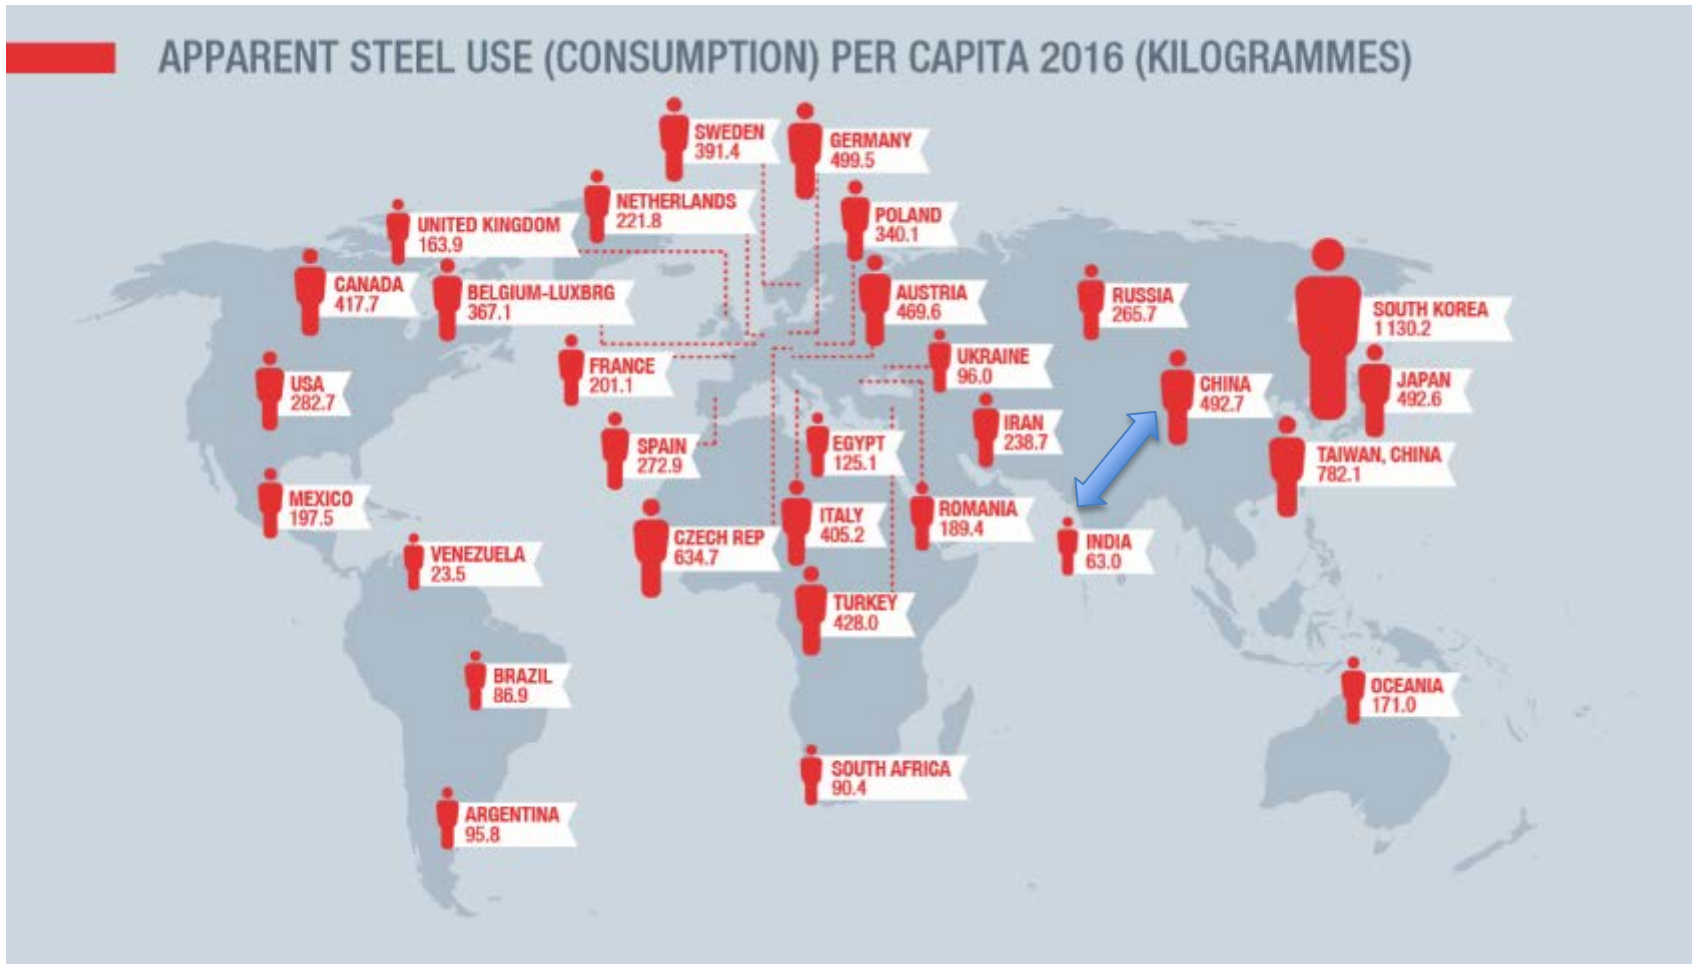 APPARENT STEEL USE (CONSUMPTION) PER CAPITA 2016 (KILOGRAMMES)
SWEDEN
391.4
GERMANY
499.5
NETHERLANDS
221.8
POLAND
340.1
UNITED KINGDOM
163.9
CANADA
417.7
BELGIUM-LUXBRG
367.1
AUSTRIA
469.6
RUSSIA
265.7
SOUTH KOREA
1 130.2
FRANCE
201.1
UKRAINE
96.0
USA
282.7
CHINA
492.7
JAPAN
492.6
IRAN
238.7
SPAIN
272.9
EGYPT
125.1
TAIWAN, CHINA
782.1
MEXICO
197.5
ITALY
405.2
ROMANIA
189.4
CZECH REP
634.7
INDIA
63.0
VENEZUELA
23.5
TURKEY
428.0
BRAZIL
86.9
OCEANIA
171.0
SOUTH AFRICA
90.4
ARGENTINA
95.8